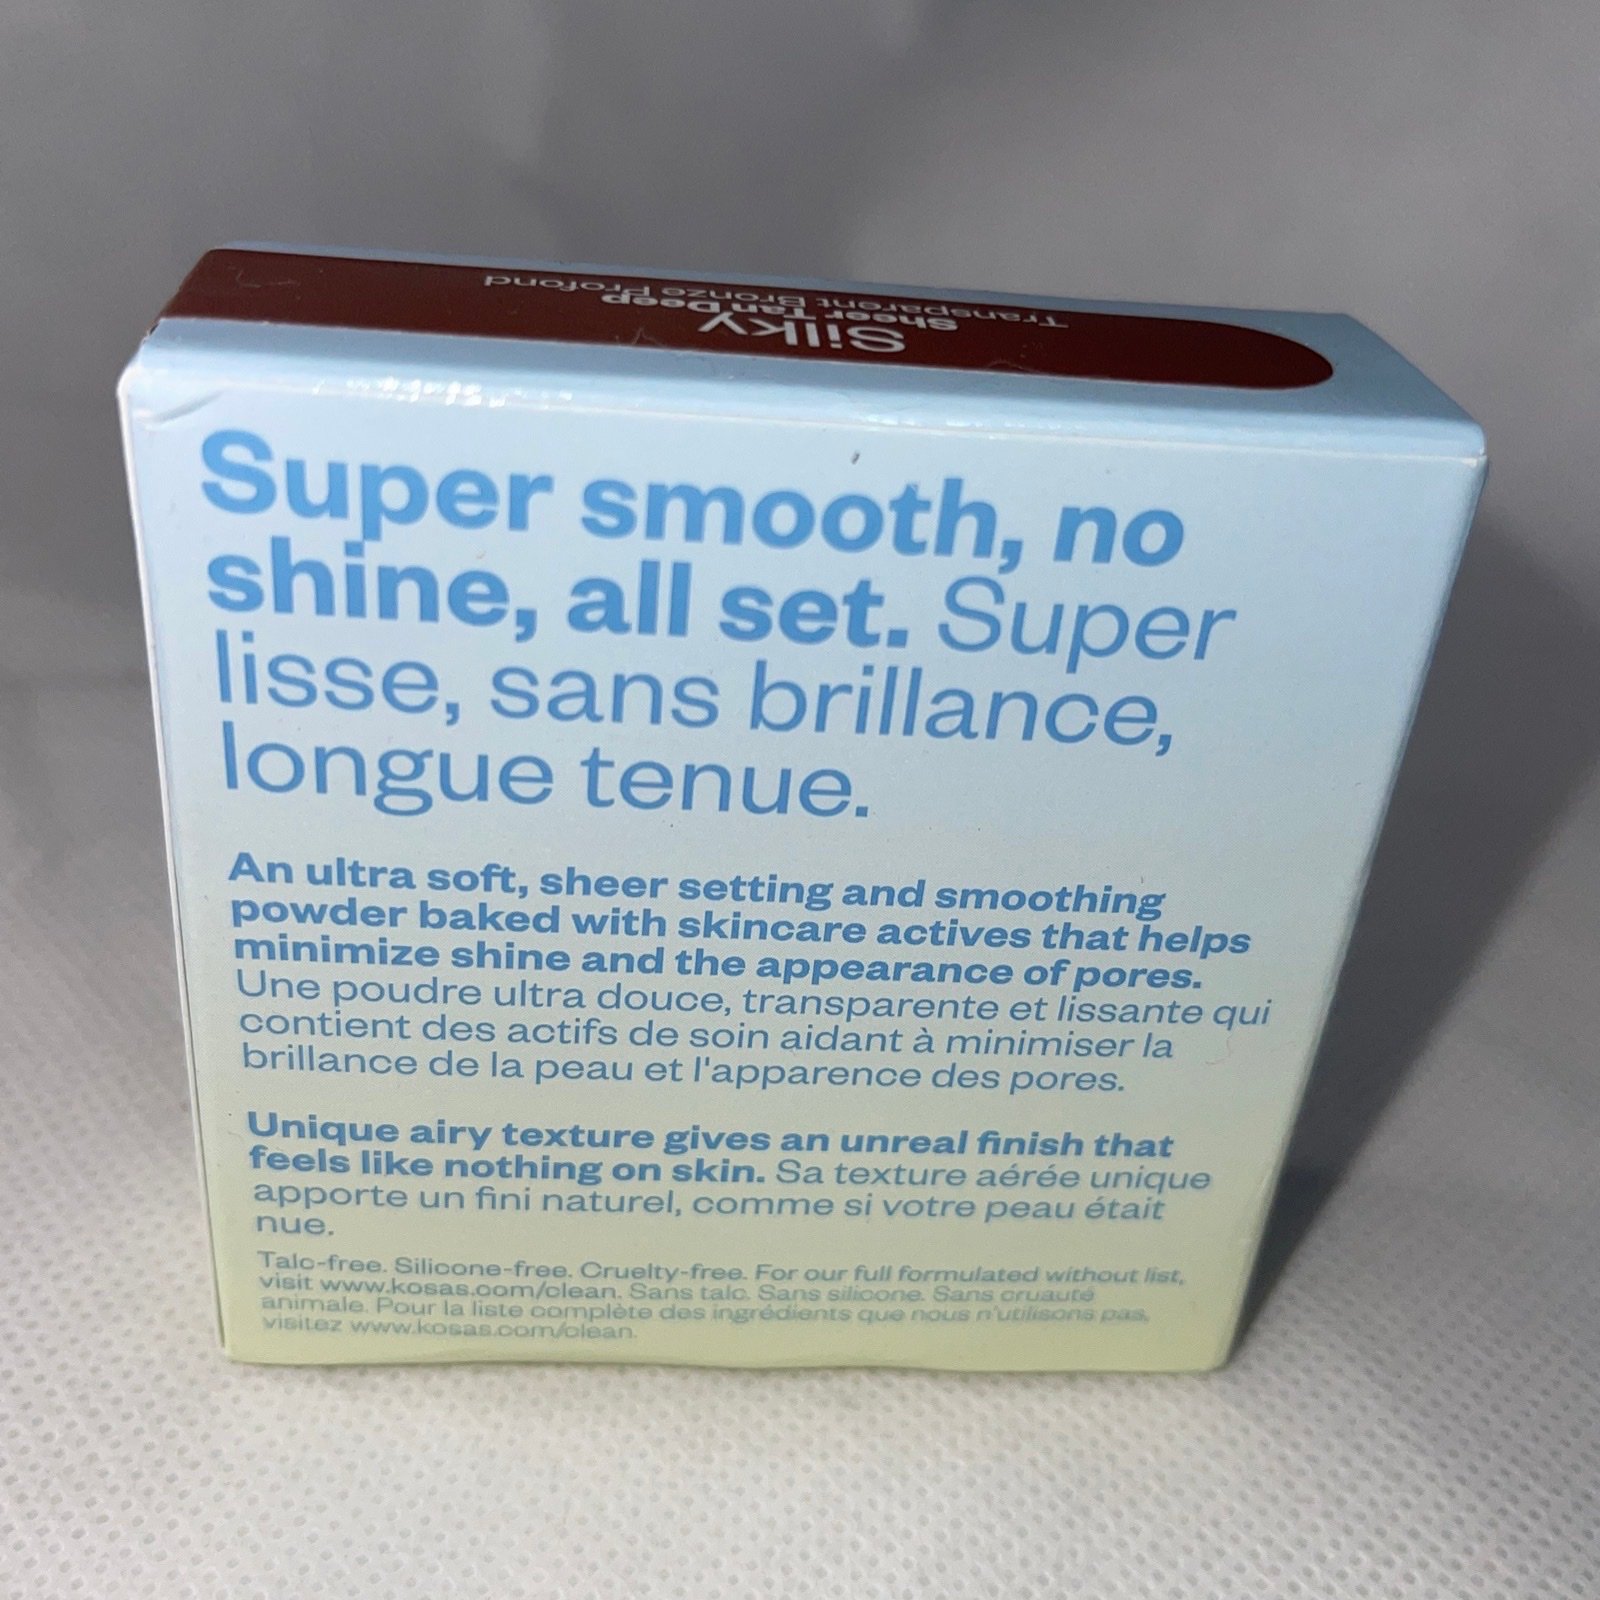 Silky
Sheer Tan Deep
Transparent Bronze Profond
Super smooth, no
shine, all set. Super
lisse, sans brillance,
longue tenue.
An ultra soft, sheer setting and smoothing
powder baked with skincare actives that helps
minimize shine and the appearance of pores.
Une poudre ultra douce, transparente et lissante qui
contient des actifs de soin aidant à minimiser la
brillance de la peau et l'apparence des pores.
Unique airy texture gives an unreal finish that
feels like nothing on skin. Sa texture aérée unique
apporte un fini naturel, comme si votre peau était
nue.
Talc-free. Silicone-free. Cruelty-free. For our full formulated without list,
visit www.kosas.com/clean. Sans talc. Sans silicone. Sans cruauté
animale. Pour la liste complète des ingrédients que nous n'utilisons pas,
visitez www.kosas.com/clean.